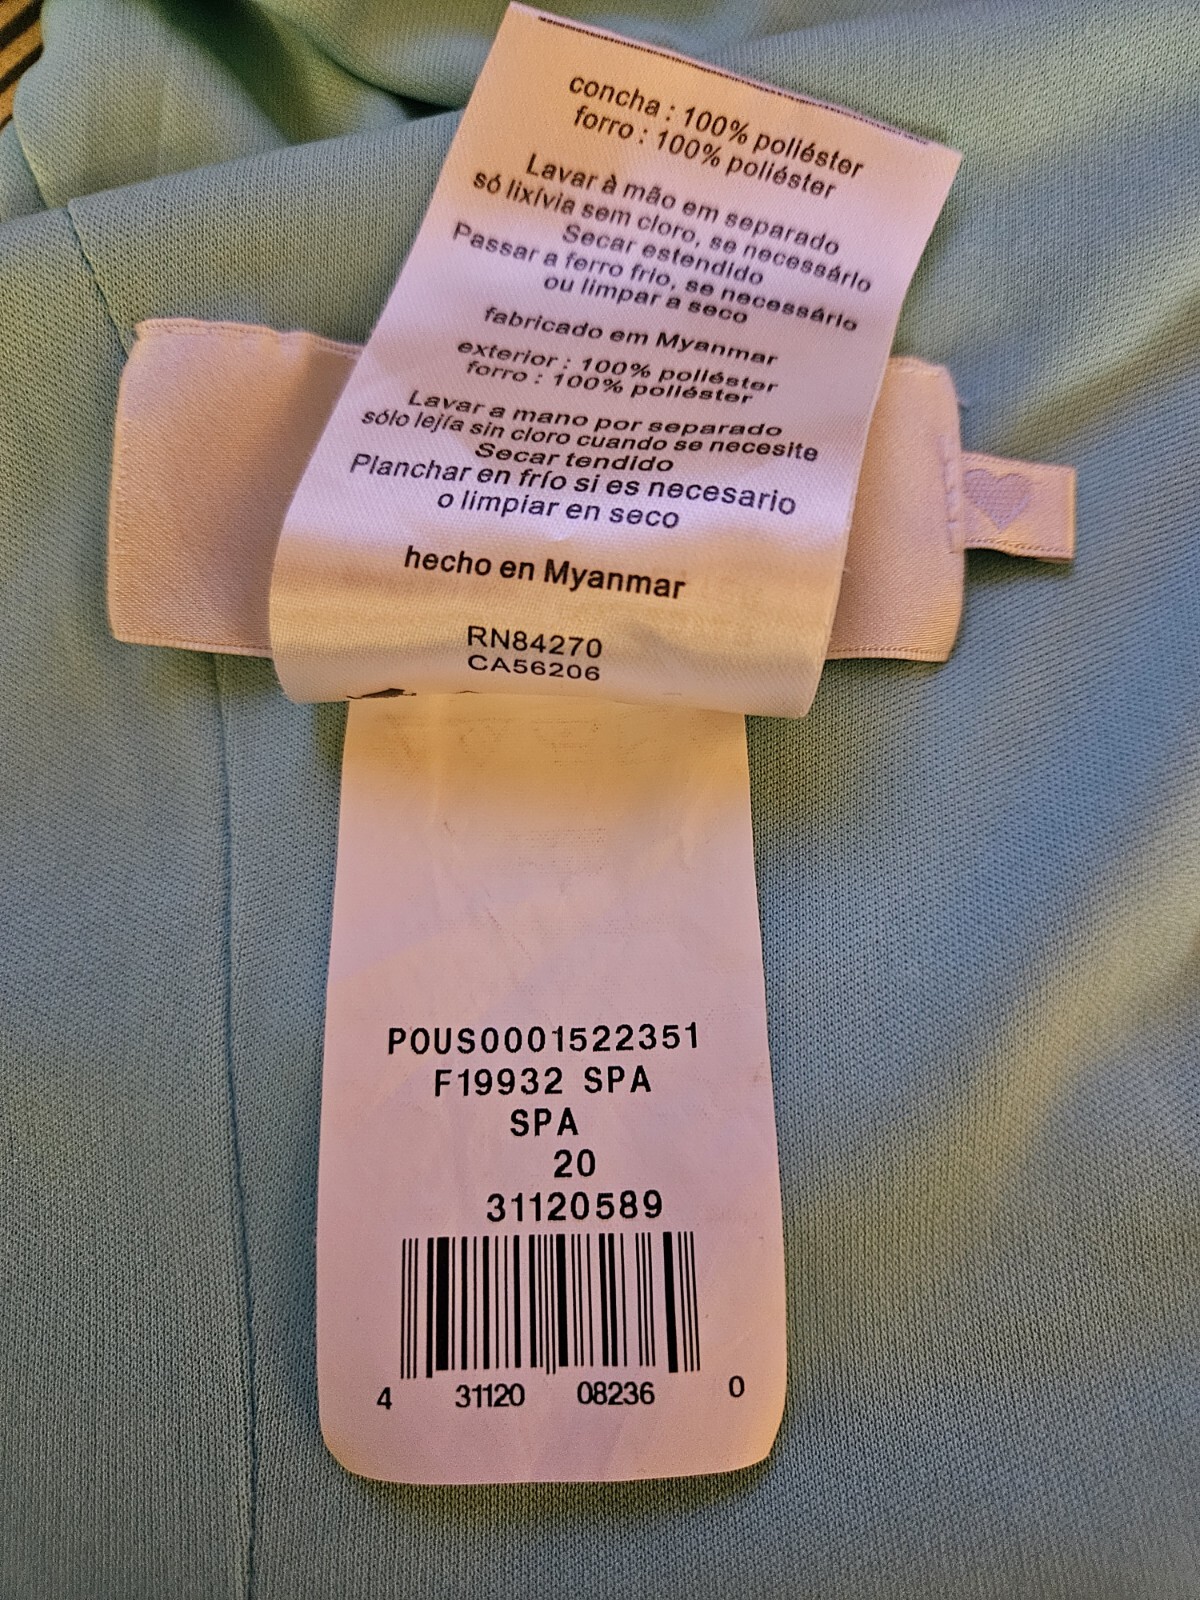 concha : 100% poliéster
forro : 100% poliéster
Lavar à mão em separado
só lixívia sem cloro, se necessário
Secar estendido
Passar a ferro frio, se necessário
ou limpar a seco
fabricado em Myanmar
exterior : 100% poliéster
forro : 100% poliéster
Lavar a mano por separado
sólo lejía sin cloro cuando se necesite
Secar tendido
Planchar en frío si es necesario
o limpiar en seco
hecho en Myanmar
RN84270
CA56206
POUS0001522351
F19932 SPA
SPA
20
31120589
4 31120 08236 0